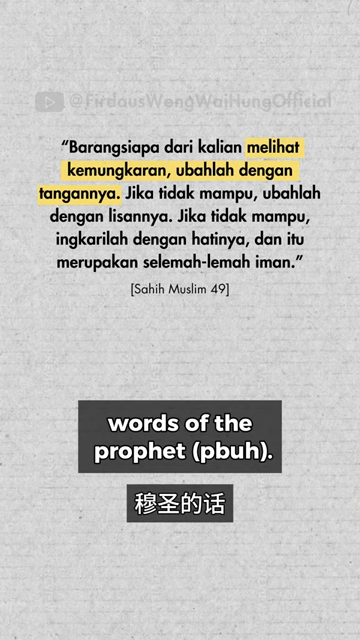 @FirdausWongWaiHungOfficial
“Barangsiapa dari kalian melihat
kemungkaran, ubahlah dengan
tangannya. Jika tidak mampu, ubahlah
dengan lisannya. Jika tidak mampu,
ingkarilah dengan hatinya, dan itu
merupakan selemah-lemah iman.”
[Sahih Muslim 49]
words of the
prophet (pbuh).
穆圣的话